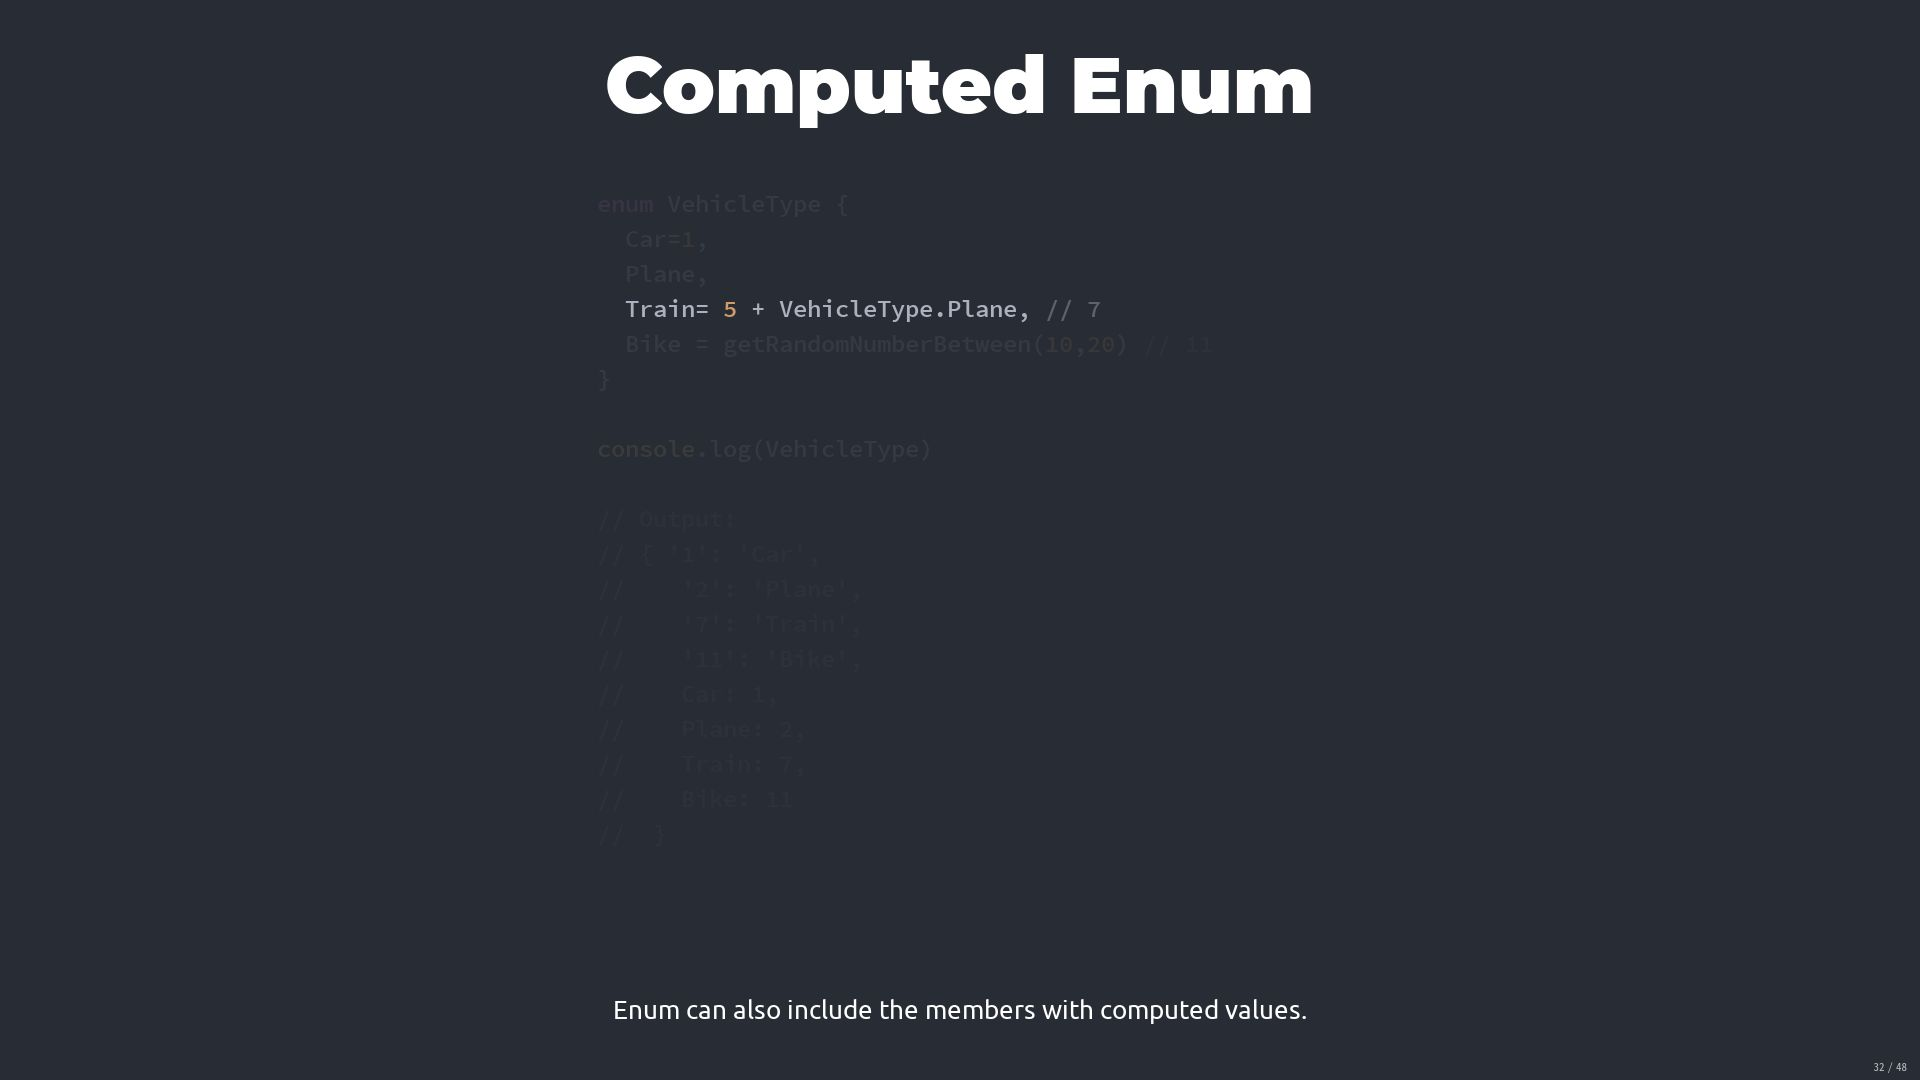 Computed Enum
enum VehicleType {
  Car=1,
  Plane,
  Train= 5 + VehicleType.Plane, // 7
  Bike = getRandomNumberBetween(10,20) // 11
}
console.log(VehicleType)
// Output:
// { '1': 'Car',
//    '2': 'Plane',
//    '7': 'Train',
//    '11': 'Bike',
//    Car: 1,
//    Plane: 2,
//    Train: 7,
//    Bike: 11
//  }
Enum can also include the members with computed values.
32 / 48